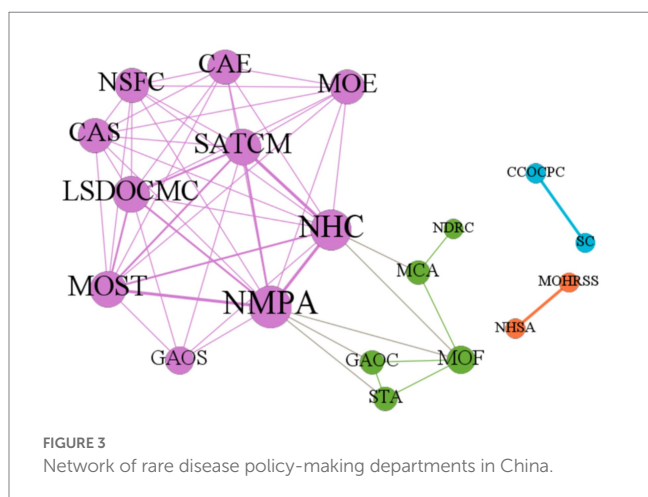 CAE
NSFC
MOE
CAS
SATCM
CCOCPC
LSDOCMC
NHC
NDRC
SC
MCA
MOHRSS
MOST
NMPA
NHSA
GAOS
GAOC
MOF
STA
FIGURE 3
Network of rare disease policy-making departments in China.